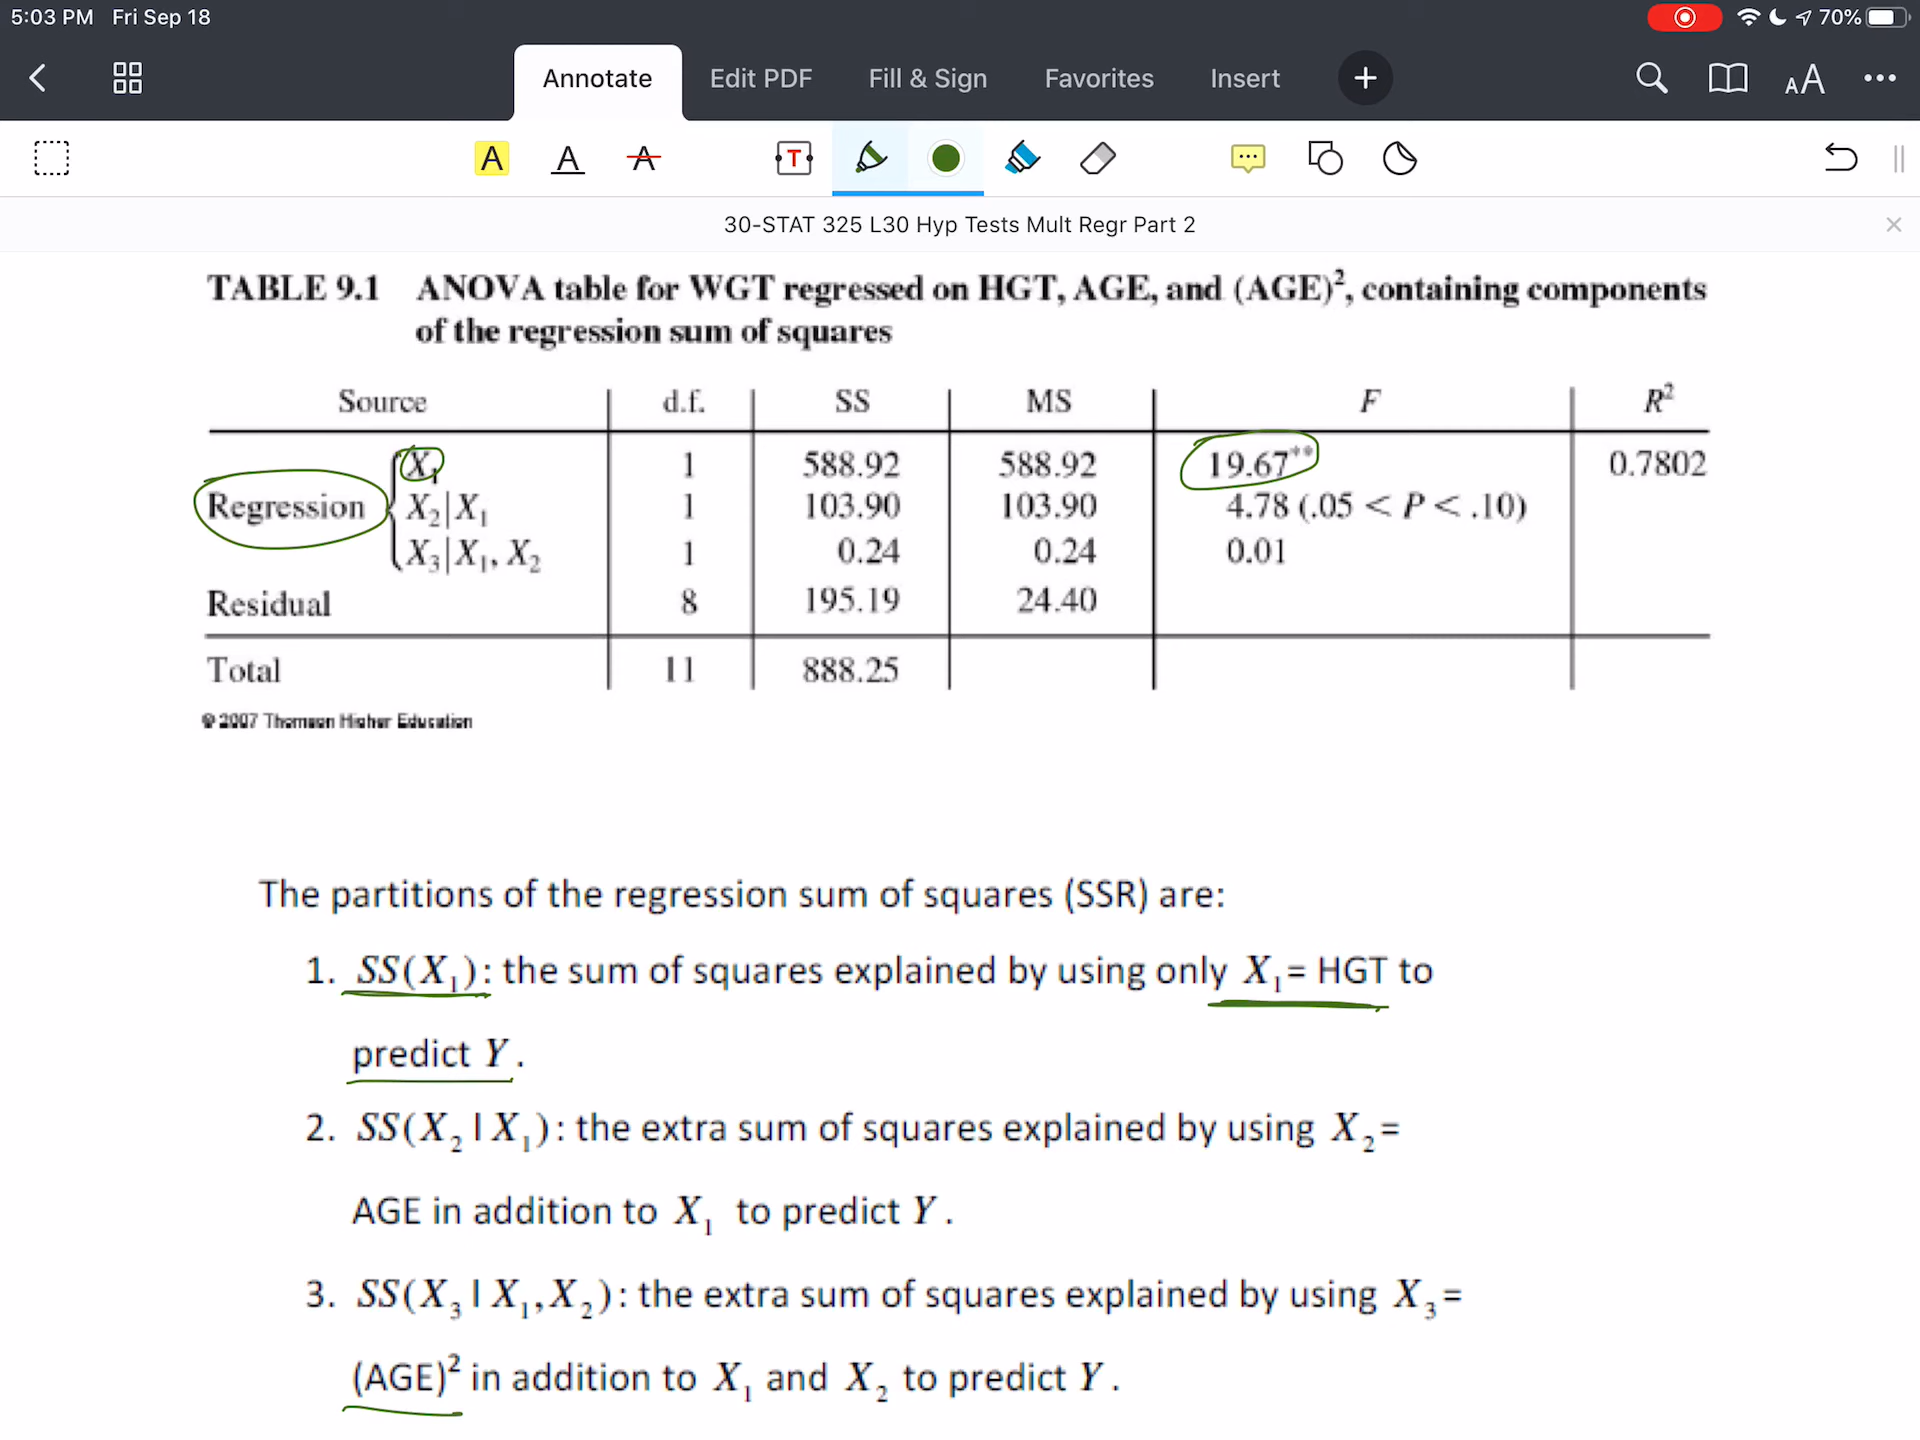 5:03 PM Fri Sep 18 70%
Annotate Edit PDF Fill & Sign Favorites Insert + AA
A A A T
30-STAT 325 L30 Hyp Tests Mult Regr Part 2 ×
TABLE 9.1 ANOVA table for WGT regressed on HGT, AGE, and (AGE)², containing components
of the regression sum of squares
Source d.f. SS MS F R²
X₁ 1 588.92 588.92 19.67** 0.7802
Regression X₂|X₁ 1 103.90 103.90 4.78 (.05 < P < .10)
X₃|X₁, X₂ 1 0.24 0.24 0.01
Residual 8 195.19 24.40
Total 11 888.25
© 2007 Thomson Higher Education
The partitions of the regression sum of squares (SSR) are:
1. SS(X₁): the sum of squares explained by using only X₁= HGT to
predict Y.
2. SS(X₂ | X₁): the extra sum of squares explained by using X₂=
AGE in addition to X₁ to predict Y.
3. SS(X₃ | X₁,X₂): the extra sum of squares explained by using X₃=
(AGE)² in addition to X₁ and X₂ to predict Y.